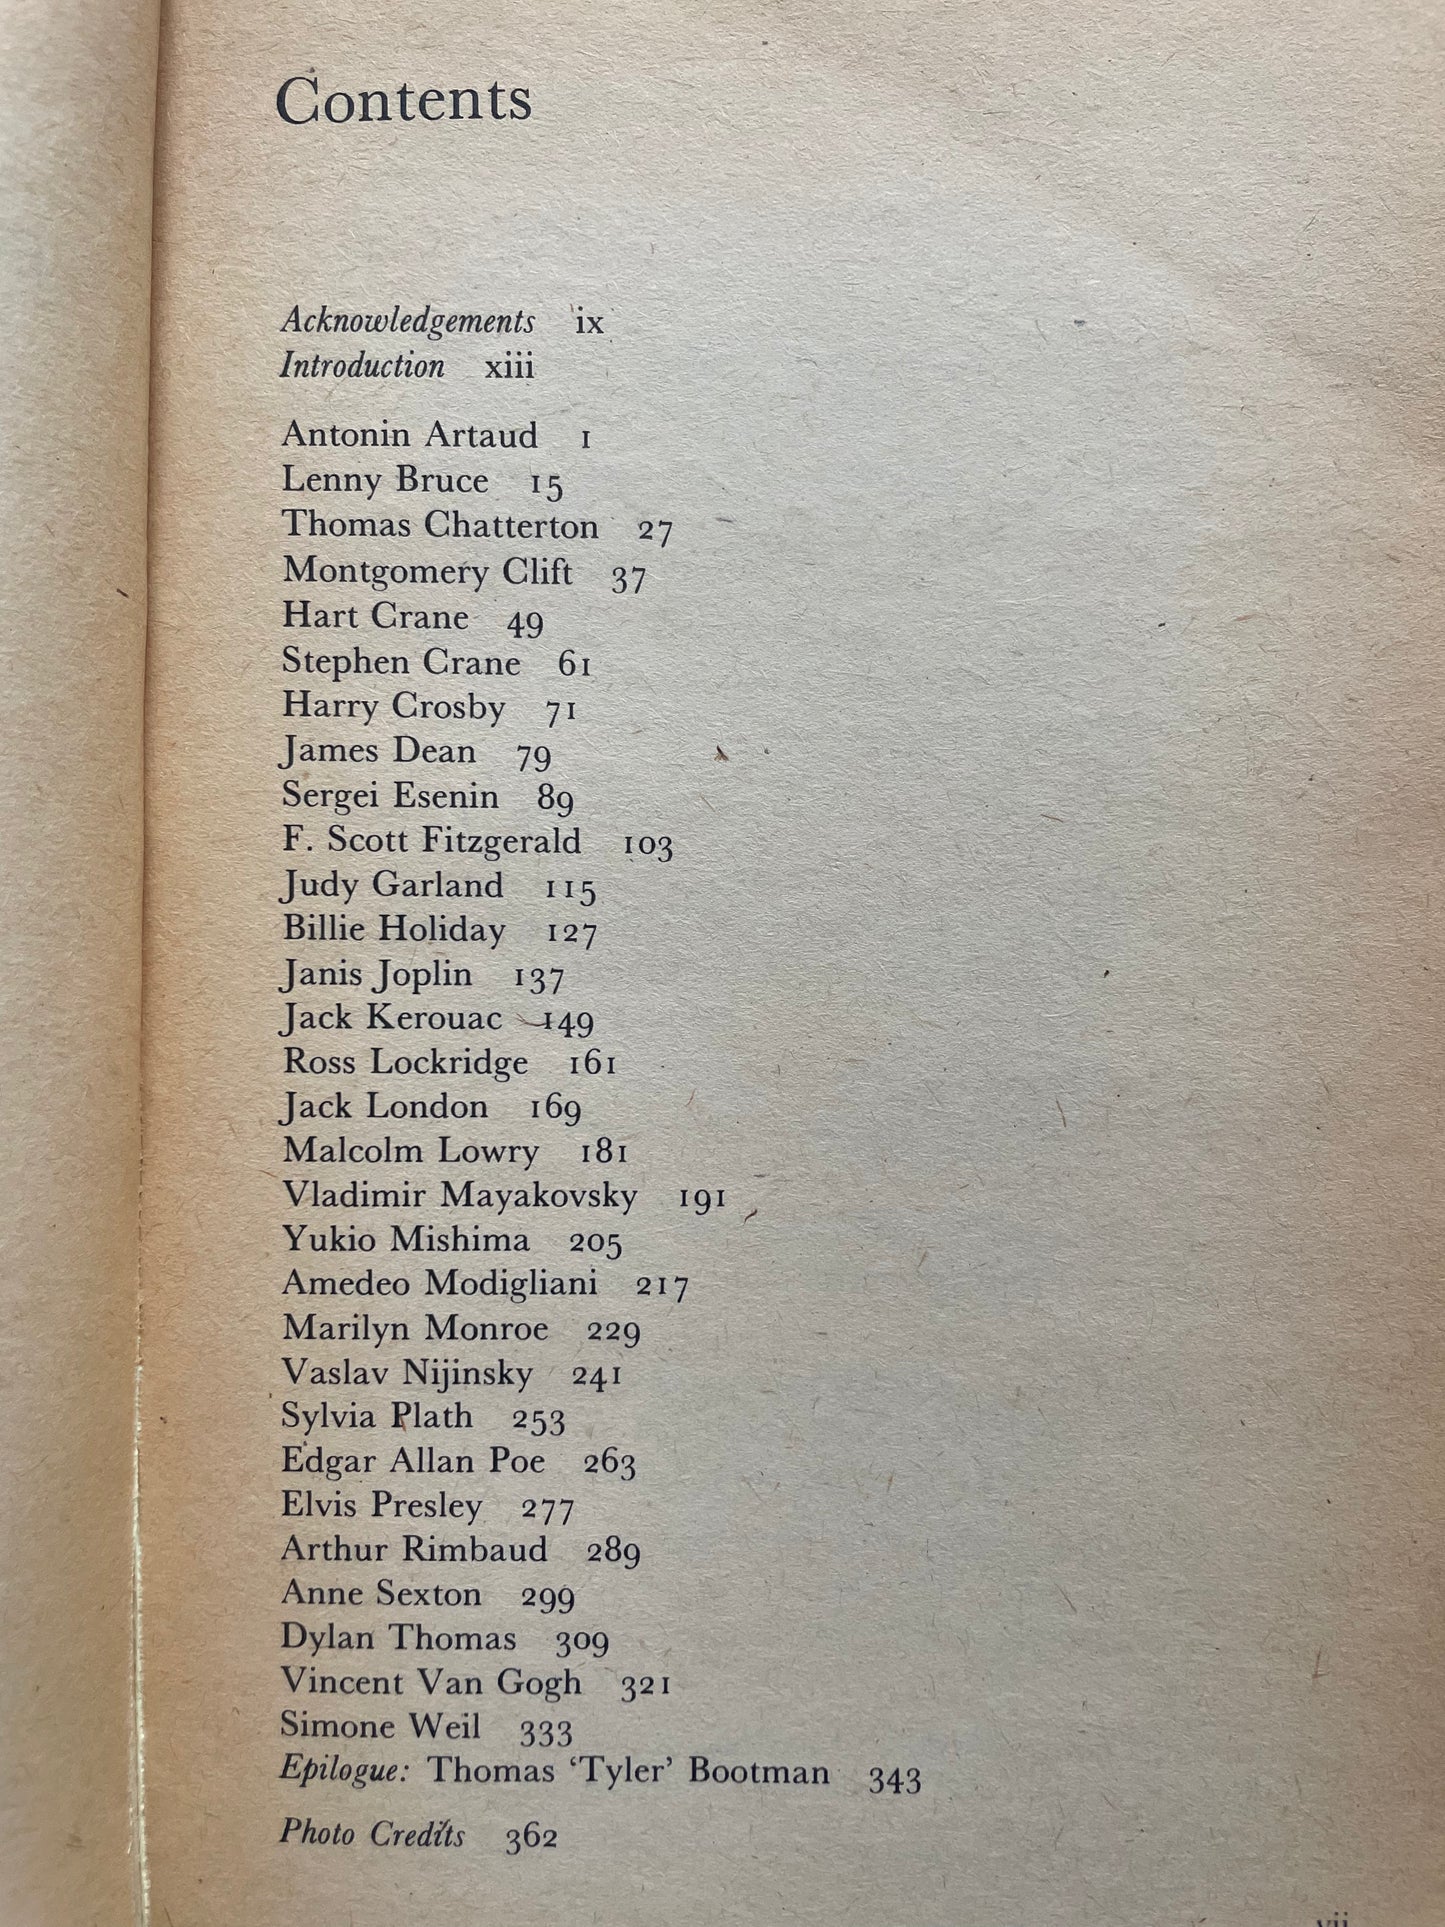 Contents
Acknowledgements ix
Introduction xiii
Antonin Artaud 1
Lenny Bruce 15
Thomas Chatterton 27
Montgomery Clift 37
Hart Crane 49
Stephen Crane 61
Harry Crosby 71
James Dean 79
Sergei Esenin 89
F. Scott Fitzgerald 103
Judy Garland 115
Billie Holiday 127
Janis Joplin 137
Jack Kerouac 149
Ross Lockridge 161
Jack London 169
Malcolm Lowry 181
Vladimir Mayakovsky 191
Yukio Mishima 205
Amedeo Modigliani 217
Marilyn Monroe 229
Vaslav Nijinsky 241
Sylvia Plath 253
Edgar Allan Poe 263
Elvis Presley 277
Arthur Rimbaud 289
Anne Sexton 299
Dylan Thomas 309
Vincent Van Gogh 321
Simone Weil 333
Epilogue: Thomas ‘Tyler’ Bootman 343
Photo Credits 362
vii